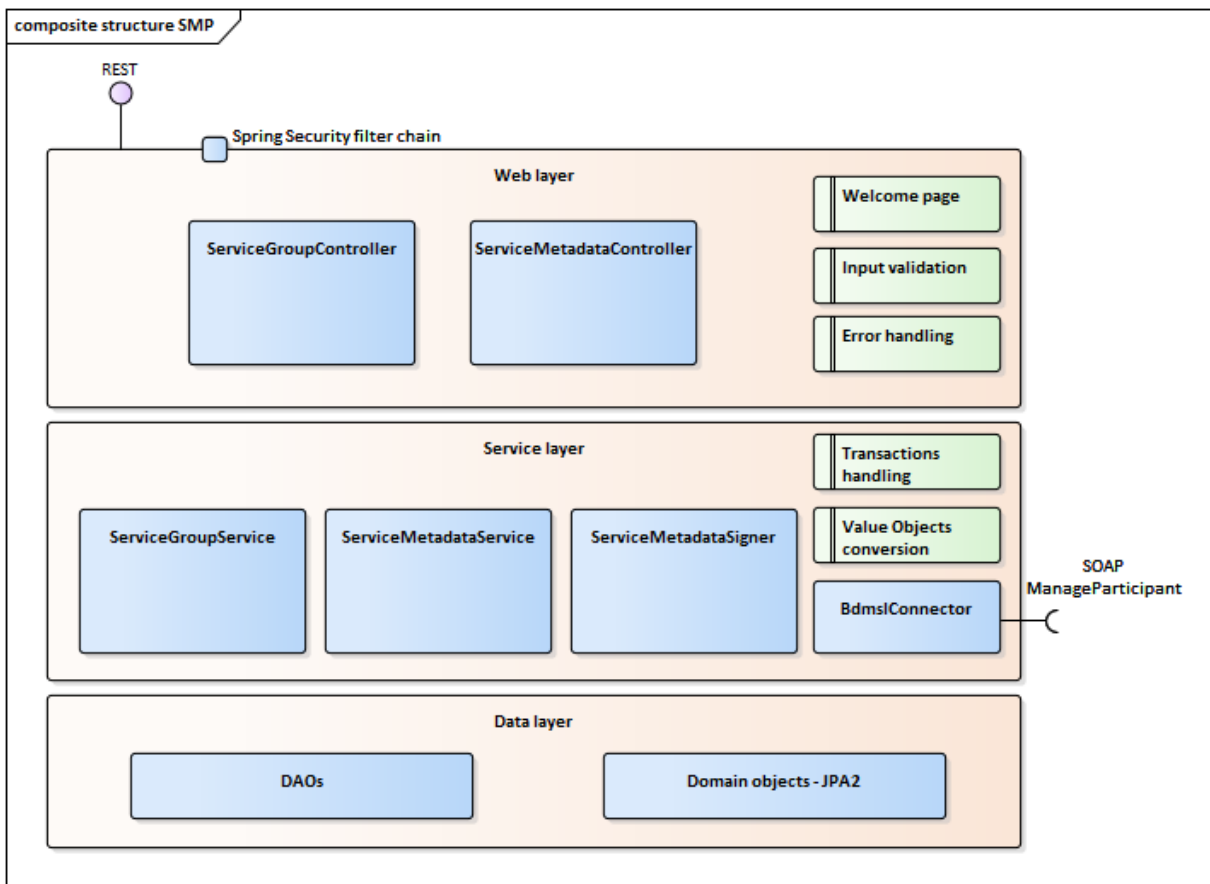 composite structure SMP
REST
Spring Security filter chain
Web layer
Welcome page
ServiceGroupController
ServiceMetadataController
Input validation
Error handling
Service layer
Transactions
handling
ServiceGroupService
ServiceMetadataService
ServiceMetadataSigner
Value Objects
conversion
SOAP
ManageParticipant
BdmslConnector
Data layer
DAOs
Domain objects - JPA2